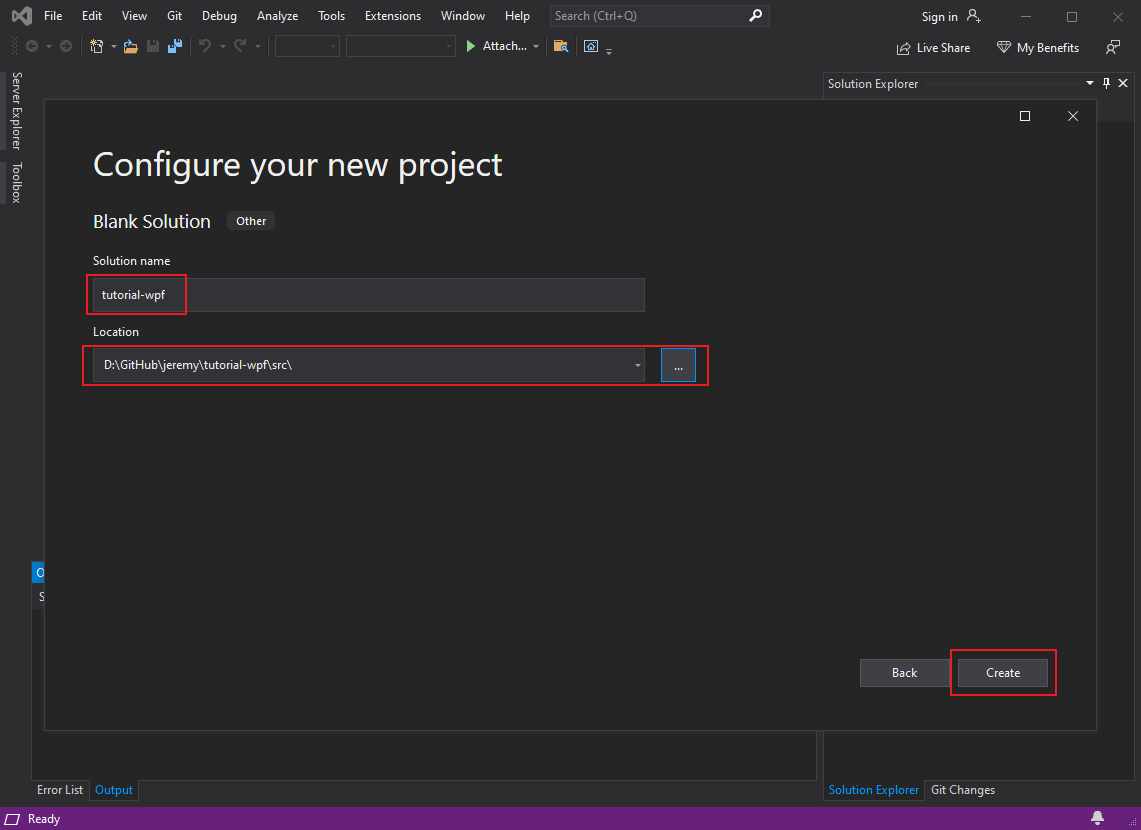 File Edit View Git Debug Analyze Tools Extensions Window Help Search (Ctrl+Q) Sign in
Attach... Live Share My Benefits
Server Explorer
Toolbox
Solution Explorer
Configure your new project
Blank Solution Other
Solution name
tutorial-wpf
Location
D:\GitHub\jeremy\tutorial-wpf\src\
...
O
S
Back Create
Error List Output Solution Explorer Git Changes
Ready